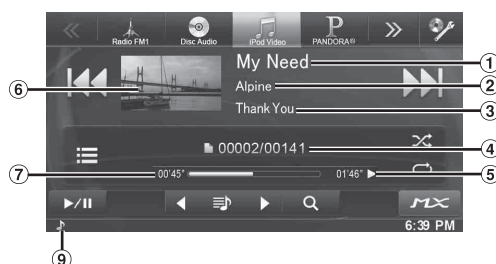 Radio FM1 Disc Audio iPod Video PANDORA®
My Need 1
Alpine 2
6
Thank You 3
00002/00141 4
7 00'45" 01'46" 5
MX
6:39 PM
9